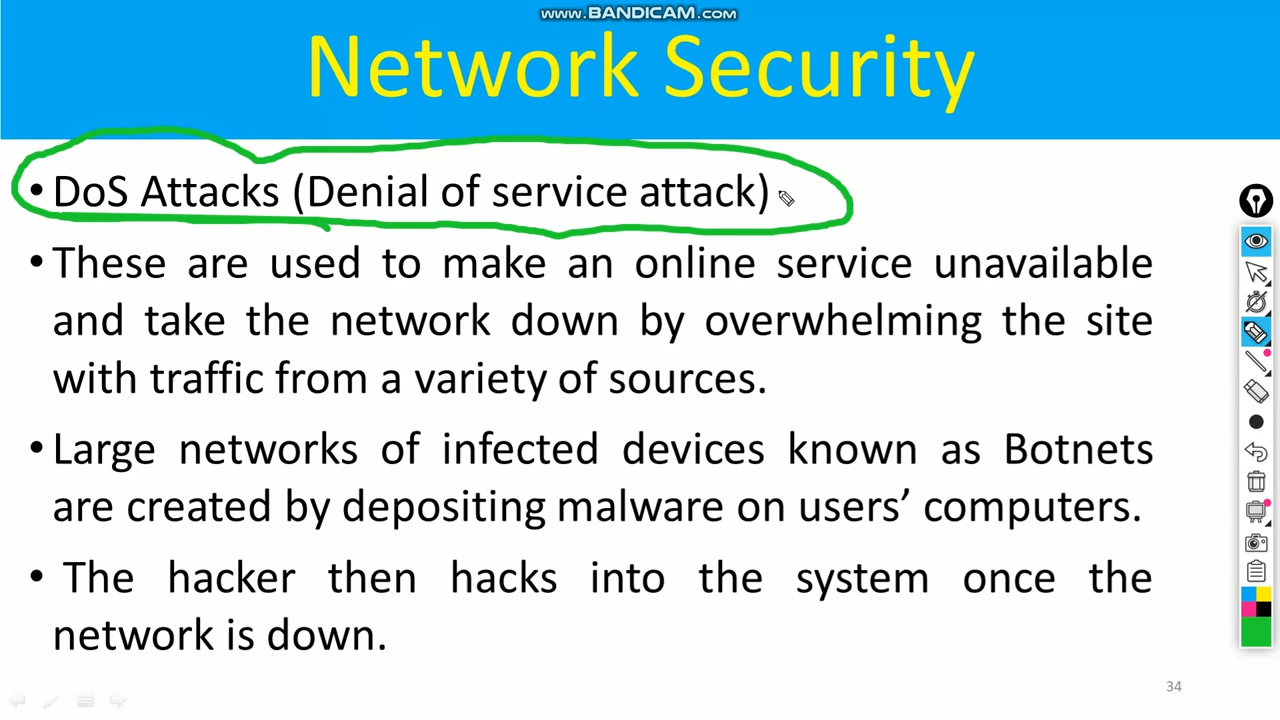 www.BANDICAM.com
Network Security
• DoS Attacks (Denial of service attack)
• These are used to make an online service unavailable
and take the network down by overwhelming the site
with traffic from a variety of sources.
• Large networks of infected devices known as Botnets
are created by depositing malware on users’ computers.
• The hacker then hacks into the system once the
network is down.
34